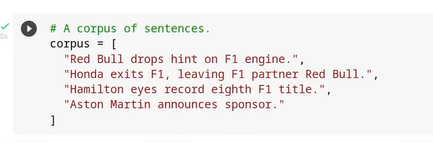 0s
# A corpus of sentences.
corpus = [
"Red Bull drops hint on F1 engine.",
"Honda exits F1, leaving F1 partner Red Bull.",
"Hamilton eyes record eighth F1 title.",
"Aston Martin announces sponsor."
]